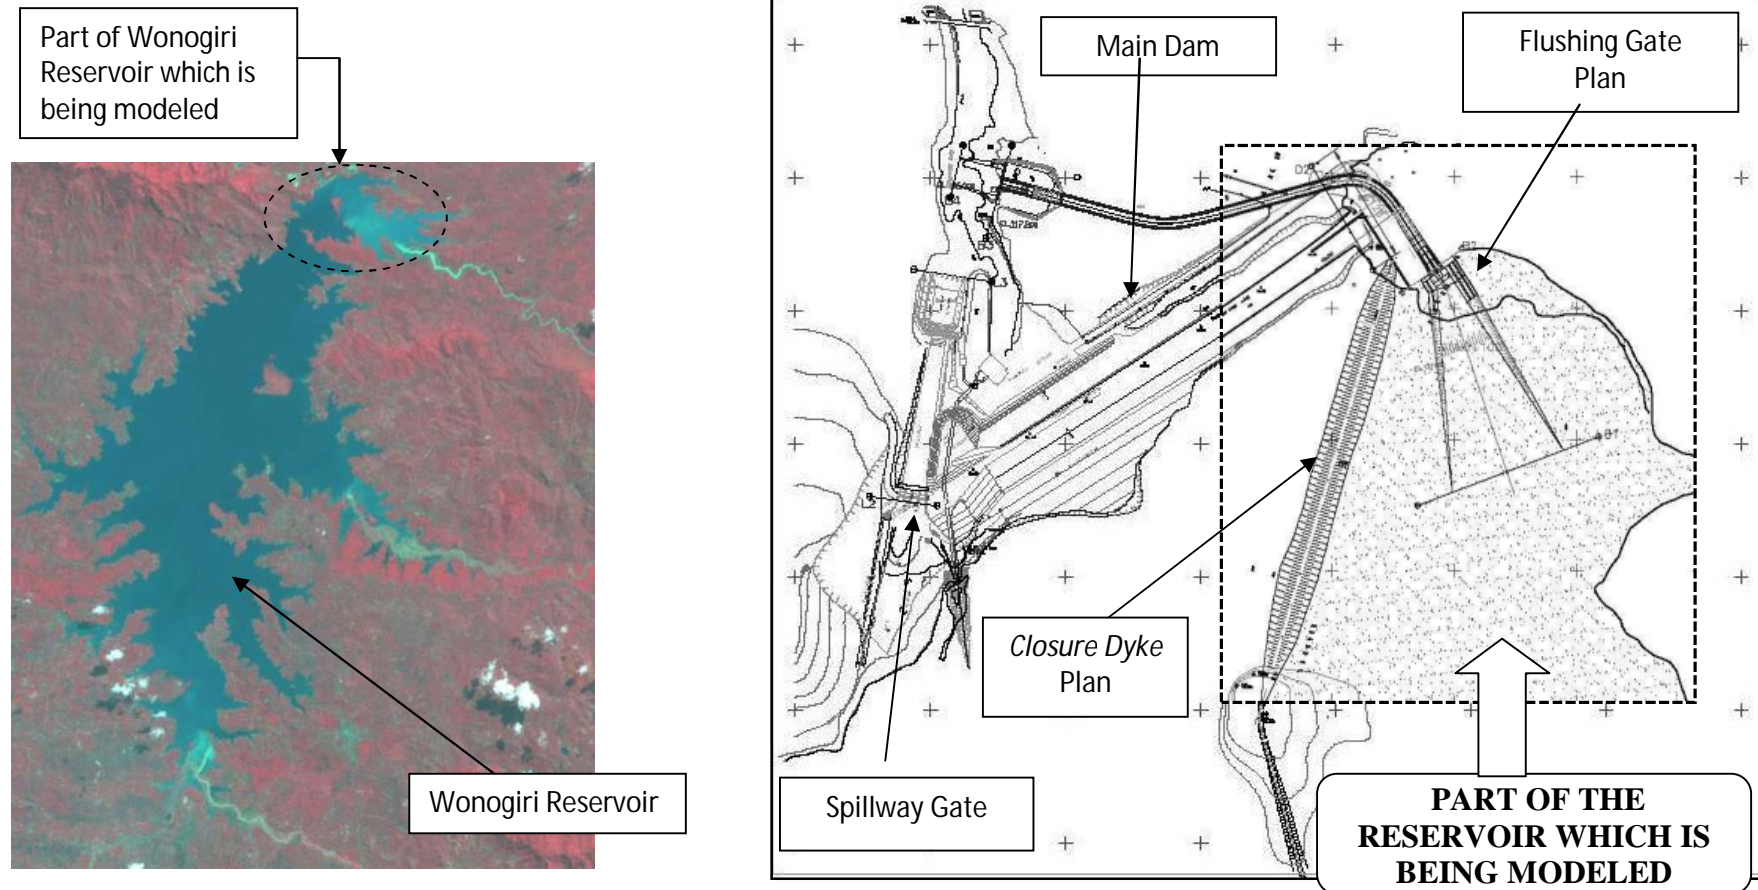 Part of Wonogiri
Reservoir which is
being modeled
Wonogiri Reservoir
Main Dam
Flushing Gate
Plan
Closure Dyke
Plan
Spillway Gate
PART OF THE
RESERVOIR WHICH IS
BEING MODELED